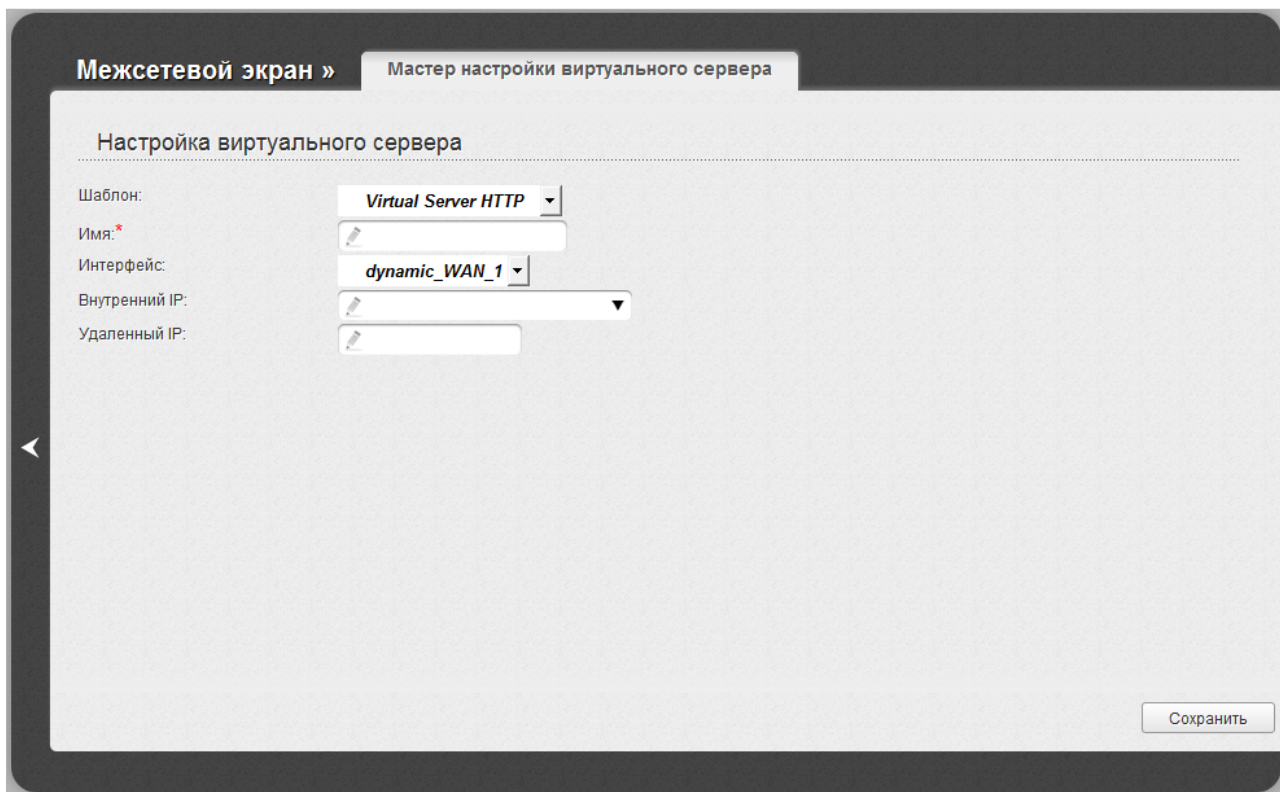 Межсетевой экран »
Мастер настройки виртуального сервера
Настройка виртуального сервера
Шаблон:
Virtual Server HTTP
Имя:*
Интерфейс:
dynamic_WAN_1
Внутренний IP:
Удаленный IP:
Сохранить